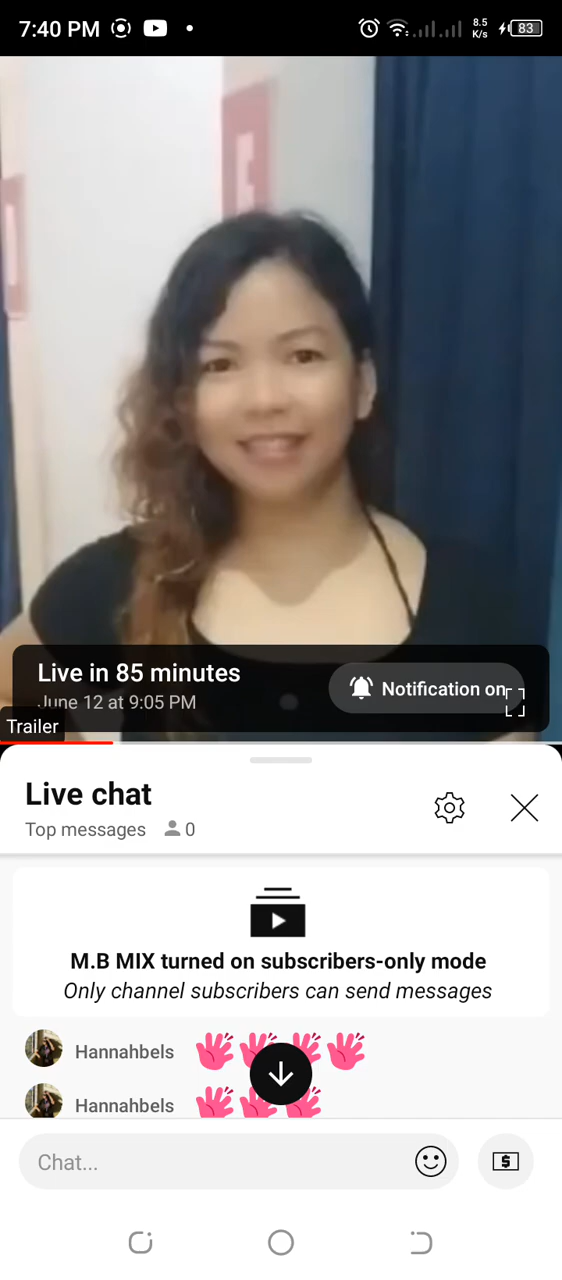 7:40 PM
8.5
K/s
83
Live in 85 minutes
June 12 at 9:05 PM
Notification on
Trailer
Live chat
Top messages 0
M.B MIX turned on subscribers-only mode
Only channel subscribers can send messages
Hannahbels
Hannahbels
Chat...
$